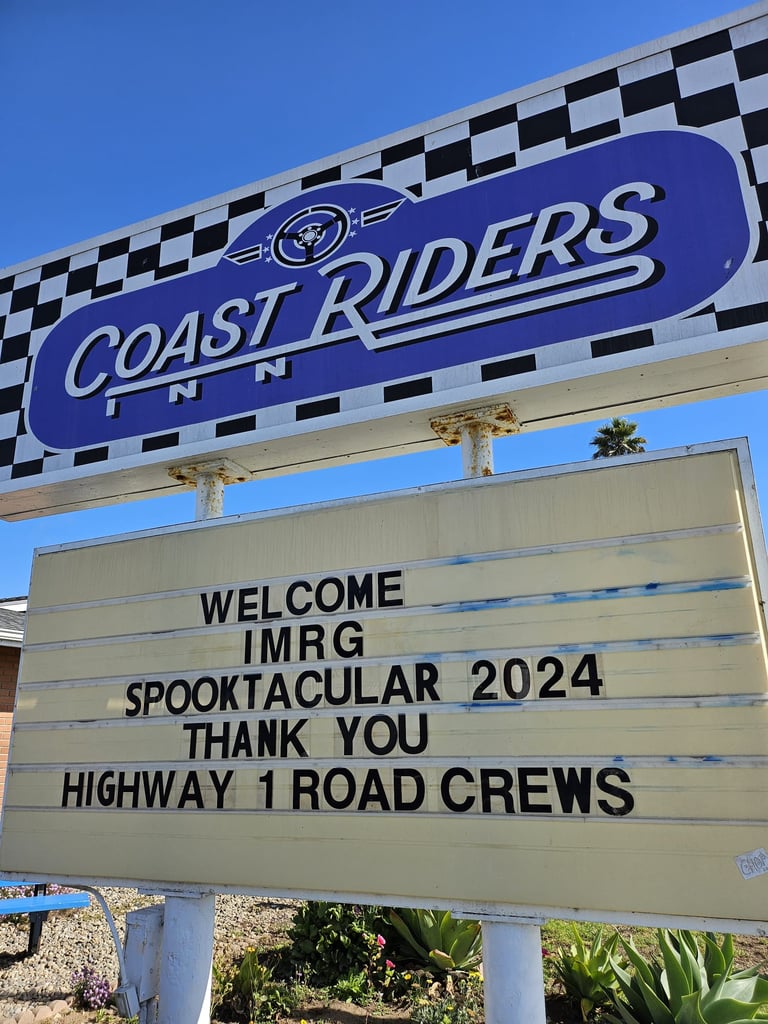 COAST RIDERS
INN
WELCOME
IMRG
SPOOKTACULAR 2024
THANK YOU
HIGHWAY 1 ROAD CREWS